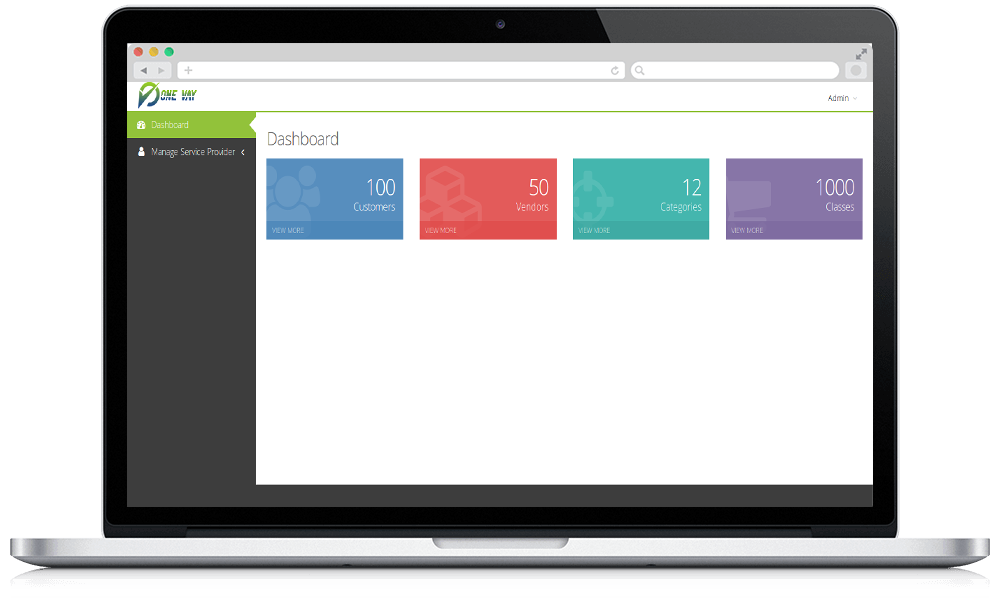 ONE VAY
Admin
Dashboard
Manage Service Provider
Dashboard
100
Customers
VIEW MORE
50
Vendors
VIEW MORE
12
Categories
VIEW MORE
1000
Classes
VIEW MORE